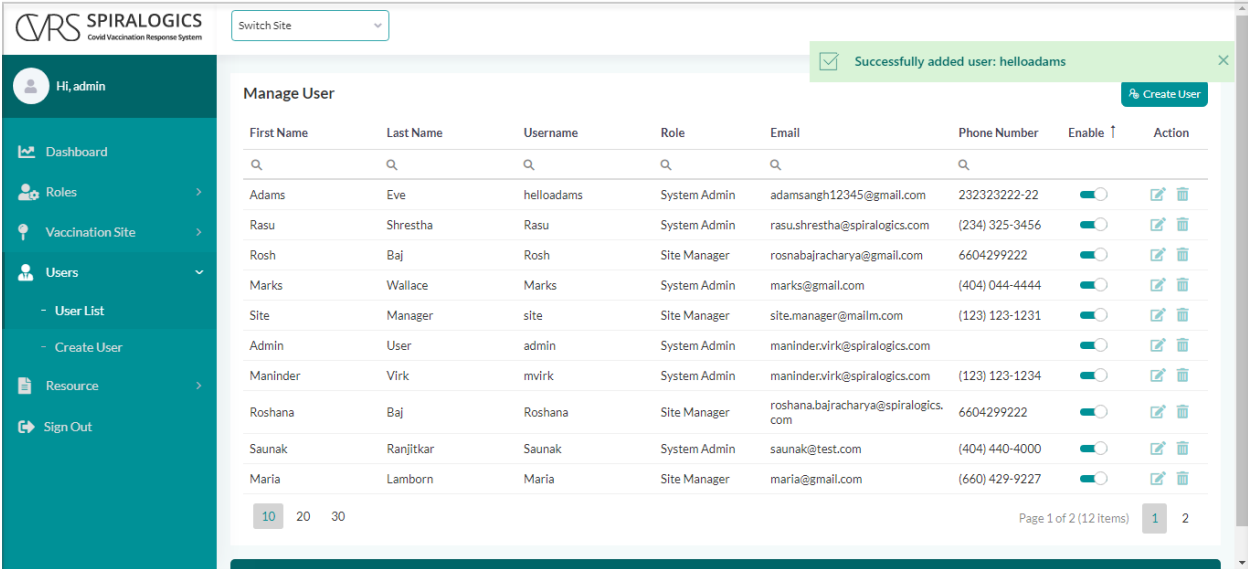 CVRS SPIRALOGICS
Covid Vaccination Response System
Switch Site
Successfully added user: helloadams
Hi, admin
Dashboard
Roles
Vaccination Site
Users
- User List
- Create User
Resource
Sign Out
Manage User
Create User
First Name Last Name Username Role Email Phone Number Enable ↑ Action
Adams Eve helloadams System Admin adamsangh12345@gmail.com 232323222-22
Rasu Shrestha Rasu System Admin rasu.shrestha@spiralogics.com (234) 325-3456
Rosh Baj Rosh Site Manager rosnabajracharya@gmail.com 6604299222
Marks Wallace Marks System Admin marks@gmail.com (404) 044-4444
Site Manager site Site Manager site.manager@mailm.com (123) 123-1231
Admin User admin System Admin maninder.virk@spiralogics.com
Maninder Virk mvirk System Admin maninder.virk@spiralogics.com (123) 123-1234
Roshana Baj Roshana Site Manager roshana.bajracharya@spiralogics. 6604299222
com
Saunak Ranjitkar Saunak System Admin saunak@test.com (404) 440-4000
Maria Lamborn Maria Site Manager maria@gmail.com (660) 429-9227
10 20 30 Page 1 of 2 (12 items) 1 2